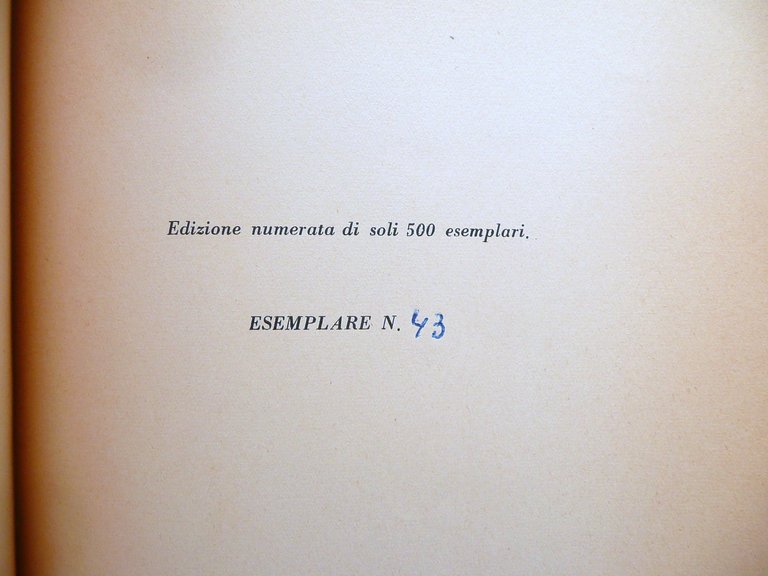 Edizione numerata di soli 500 esemplari.
ESEMPLARE N. 43